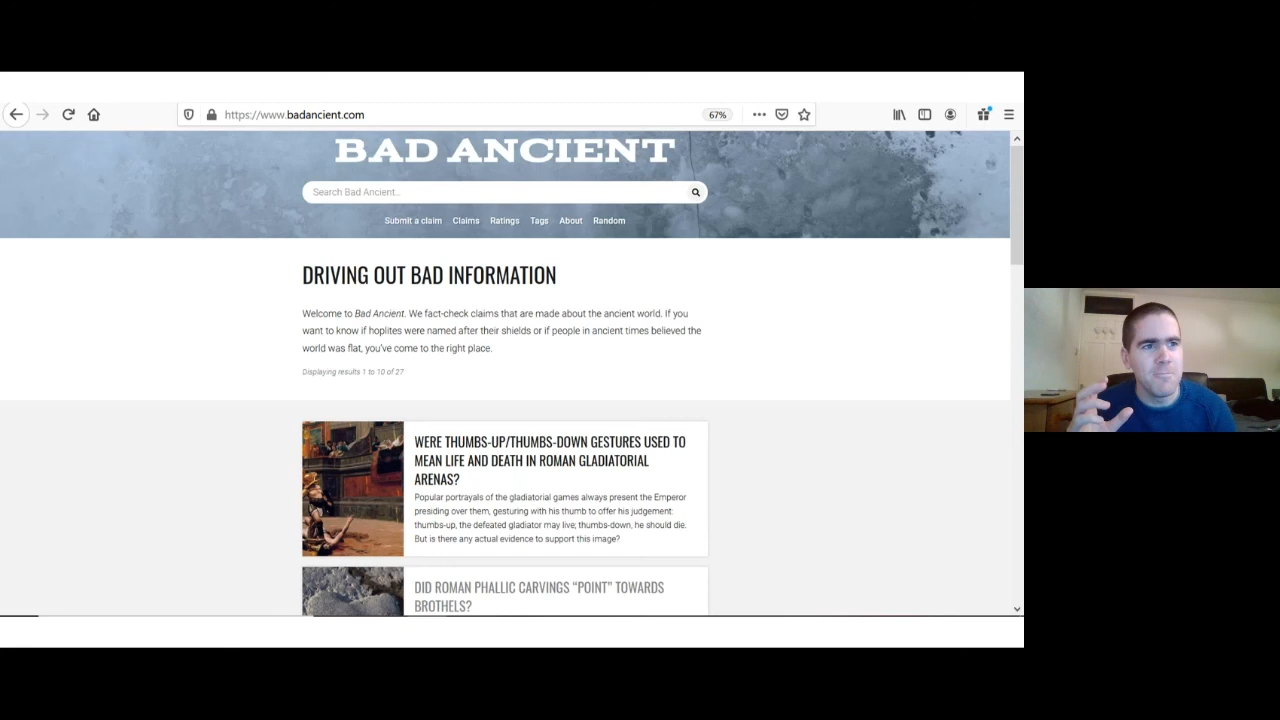 https://www.badancient.com
67%
BAD ANCIENT
Search Bad Ancient...
Submit a claim Claims Ratings Tags About Random
DRIVING OUT BAD INFORMATION
Welcome to Bad Ancient. We fact-check claims that are made about the ancient world. If you
want to know if hoplites were named after their shields or if people in ancient times believed the
world was flat, you've come to the right place.
Displaying results 1 to 10 of 27
WERE THUMBS-UP/THUMBS-DOWN GESTURES USED TO
MEAN LIFE AND DEATH IN ROMAN GLADIATORIAL
ARENAS?
Popular portrayals of the gladiatorial games always present the Emperor
presiding over them, gesturing with his thumb to offer his judgement:
thumbs-up, the defeated gladiator may live; thumbs-down, he should die.
But is there any actual evidence to support this image?
DID ROMAN PHALLIC CARVINGS “POINT” TOWARDS
BROTHELS?